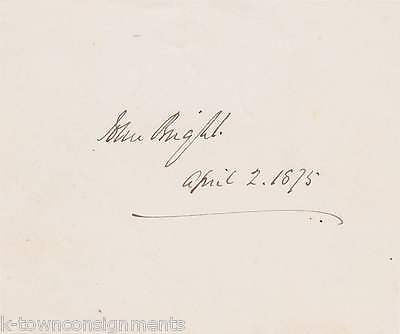 John Bright.
April 2. 1875
k-townconsignments